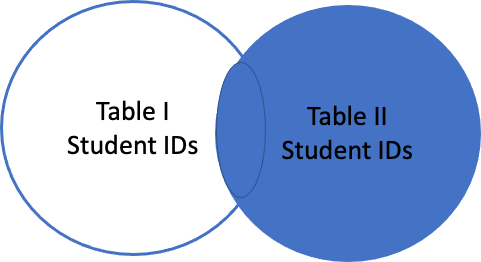 Table I
Student IDs
Table II
Student IDs